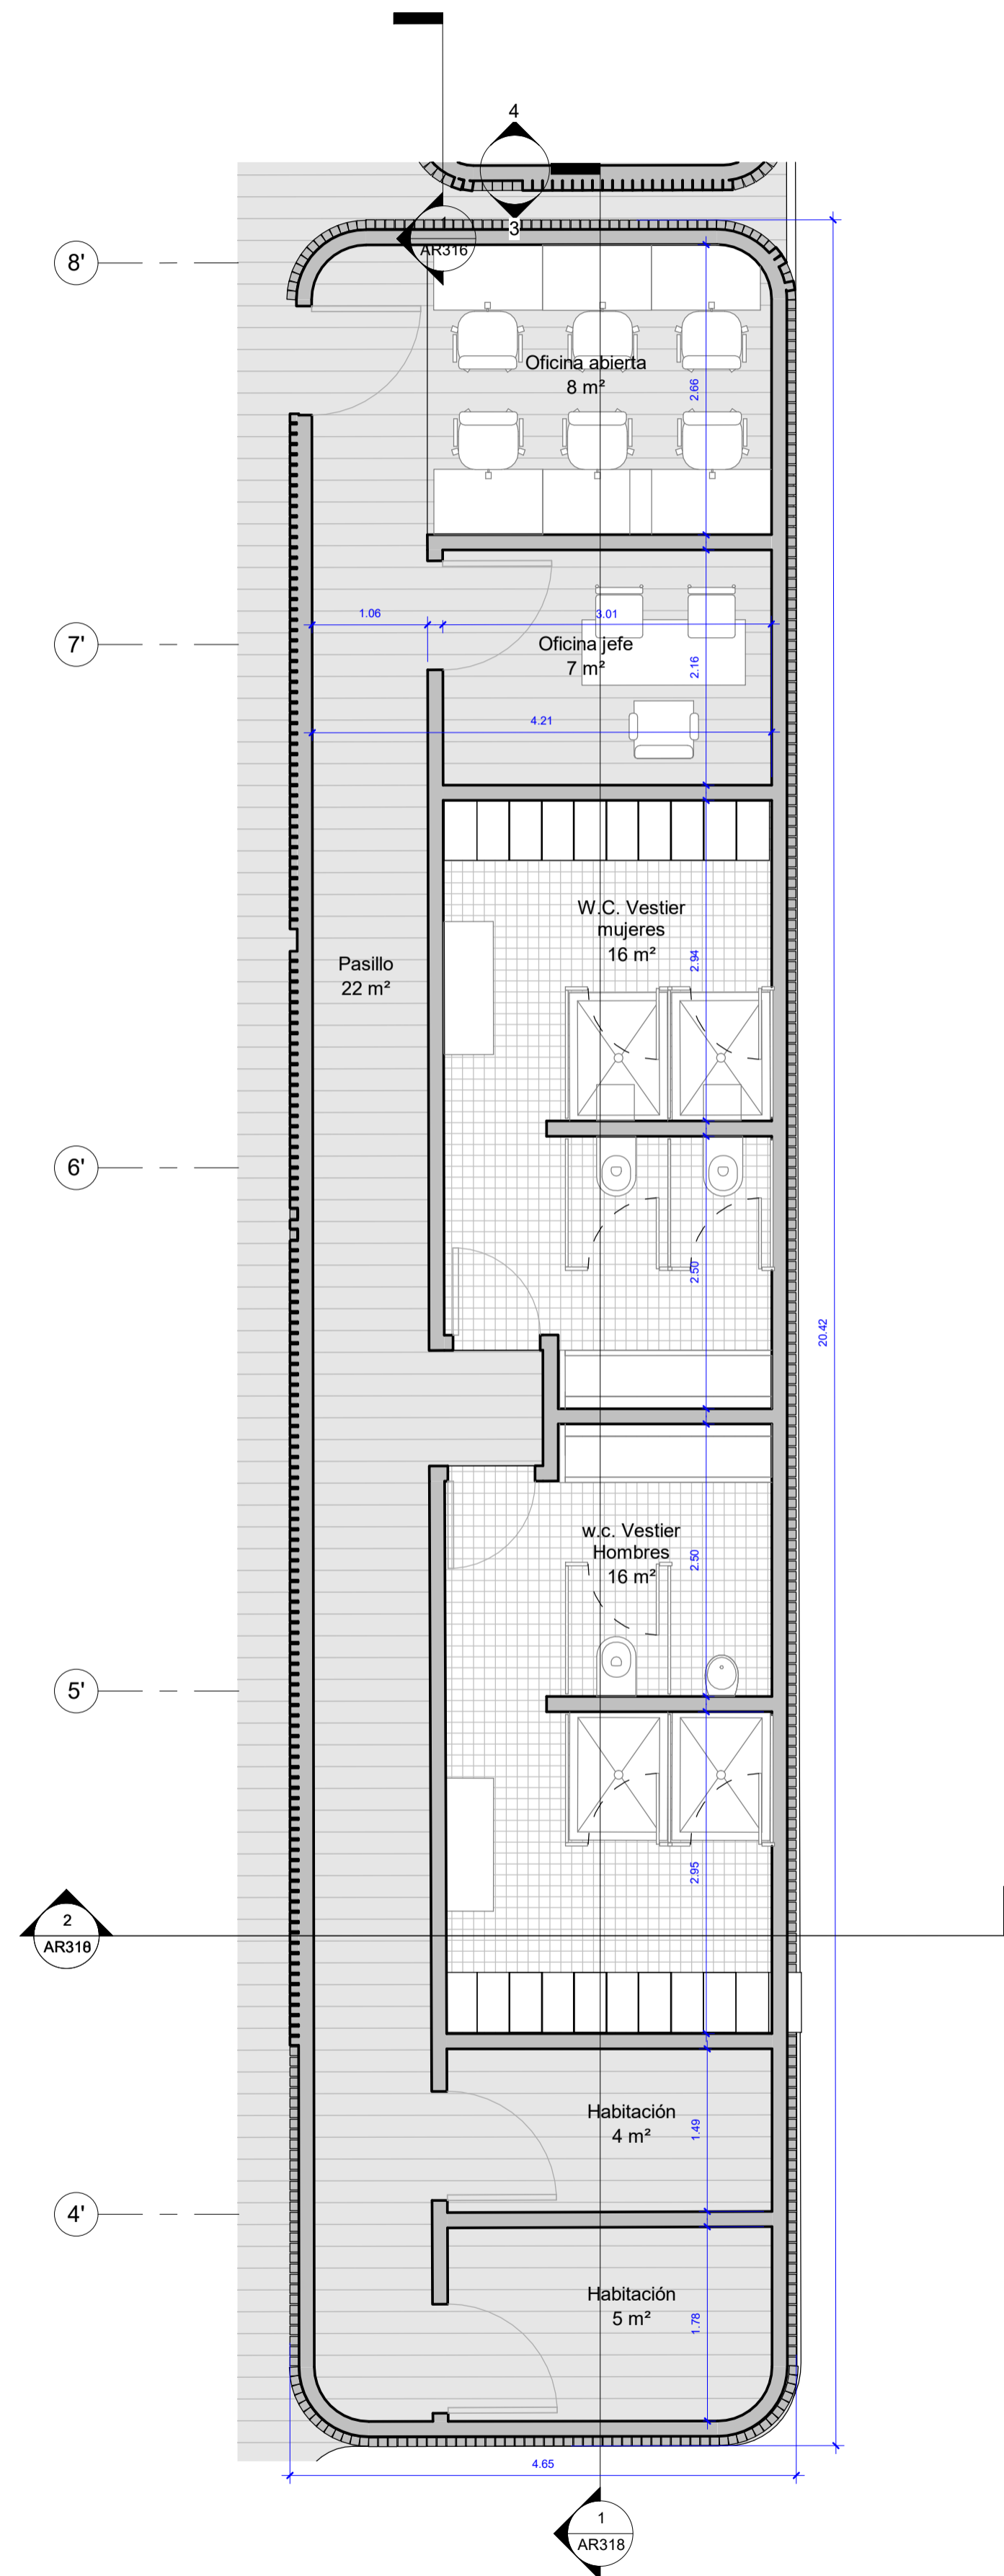 4
3
1
AR316
8'
Oficina abierta
8 m²
2.66
7'
1.06
3.01
Oficina jefe
7 m²
2.16
4.21
W.C. Vestier
mujeres
16 m²
2.94
Pasillo
22 m²
6'
2.50
20.42
w.c. Vestier
Hombres
16 m²
2.50
5'
2.95
2
AR318
Habitación
4 m²
1.49
4'
Habitación
5 m²
1.78
4.65
1
AR318